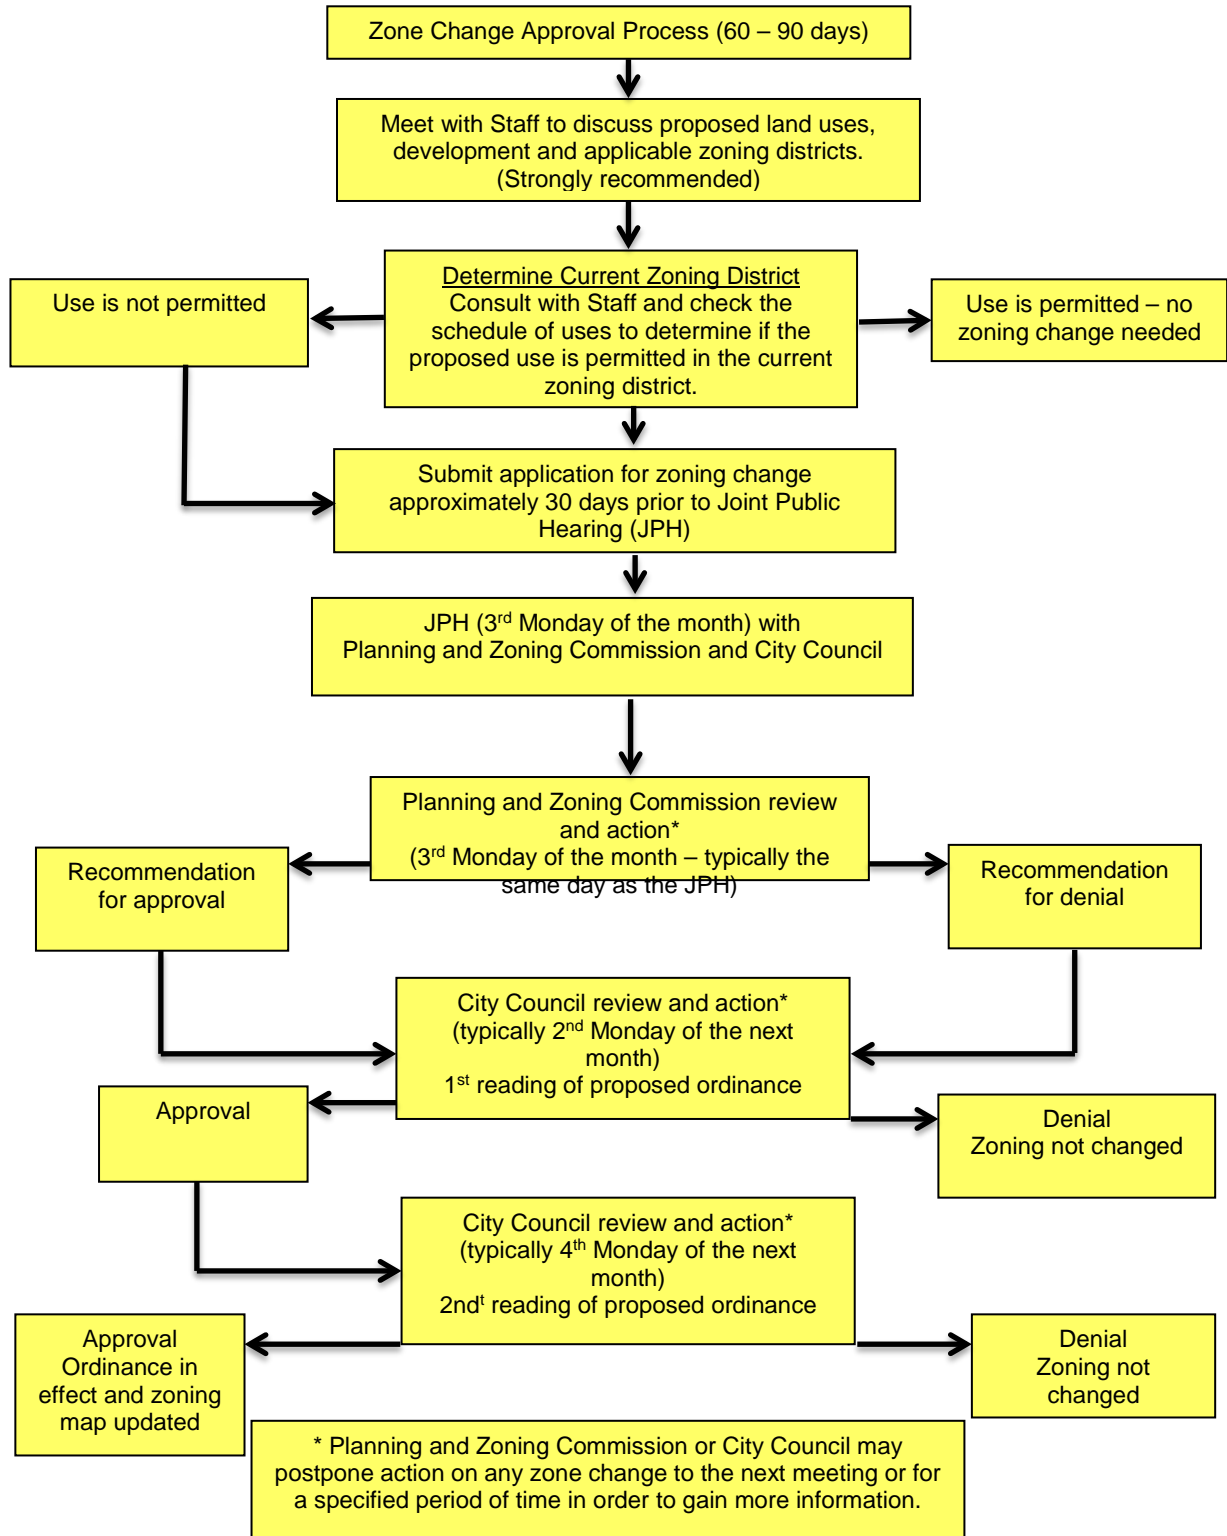 Zone Change Approval Process (60 – 90 days)
Meet with Staff to discuss proposed land uses,
development and applicable zoning districts.
(Strongly recommended)
Determine Current Zoning District
Consult with Staff and check the
schedule of uses to determine if the
proposed use is permitted in the current
zoning district.
Use is not permitted
Use is permitted – no
zoning change needed
Submit application for zoning change
approximately 30 days prior to Joint Public
Hearing (JPH)
JPH (3rd Monday of the month) with
Planning and Zoning Commission and City Council
Planning and Zoning Commission review
and action*
(3rd Monday of the month – typically the
same day as the JPH)
Recommendation
for approval
Recommendation
for denial
City Council review and action*
(typically 2nd Monday of the next
month)
1st reading of proposed ordinance
Approval
Denial
Zoning not changed
City Council review and action*
(typically 4th Monday of the next
month)
2ndt reading of proposed ordinance
Approval
Ordinance in
effect and zoning
map updated
Denial
Zoning not
changed
* Planning and Zoning Commission or City Council may
postpone action on any zone change to the next meeting or for
a specified period of time in order to gain more information.